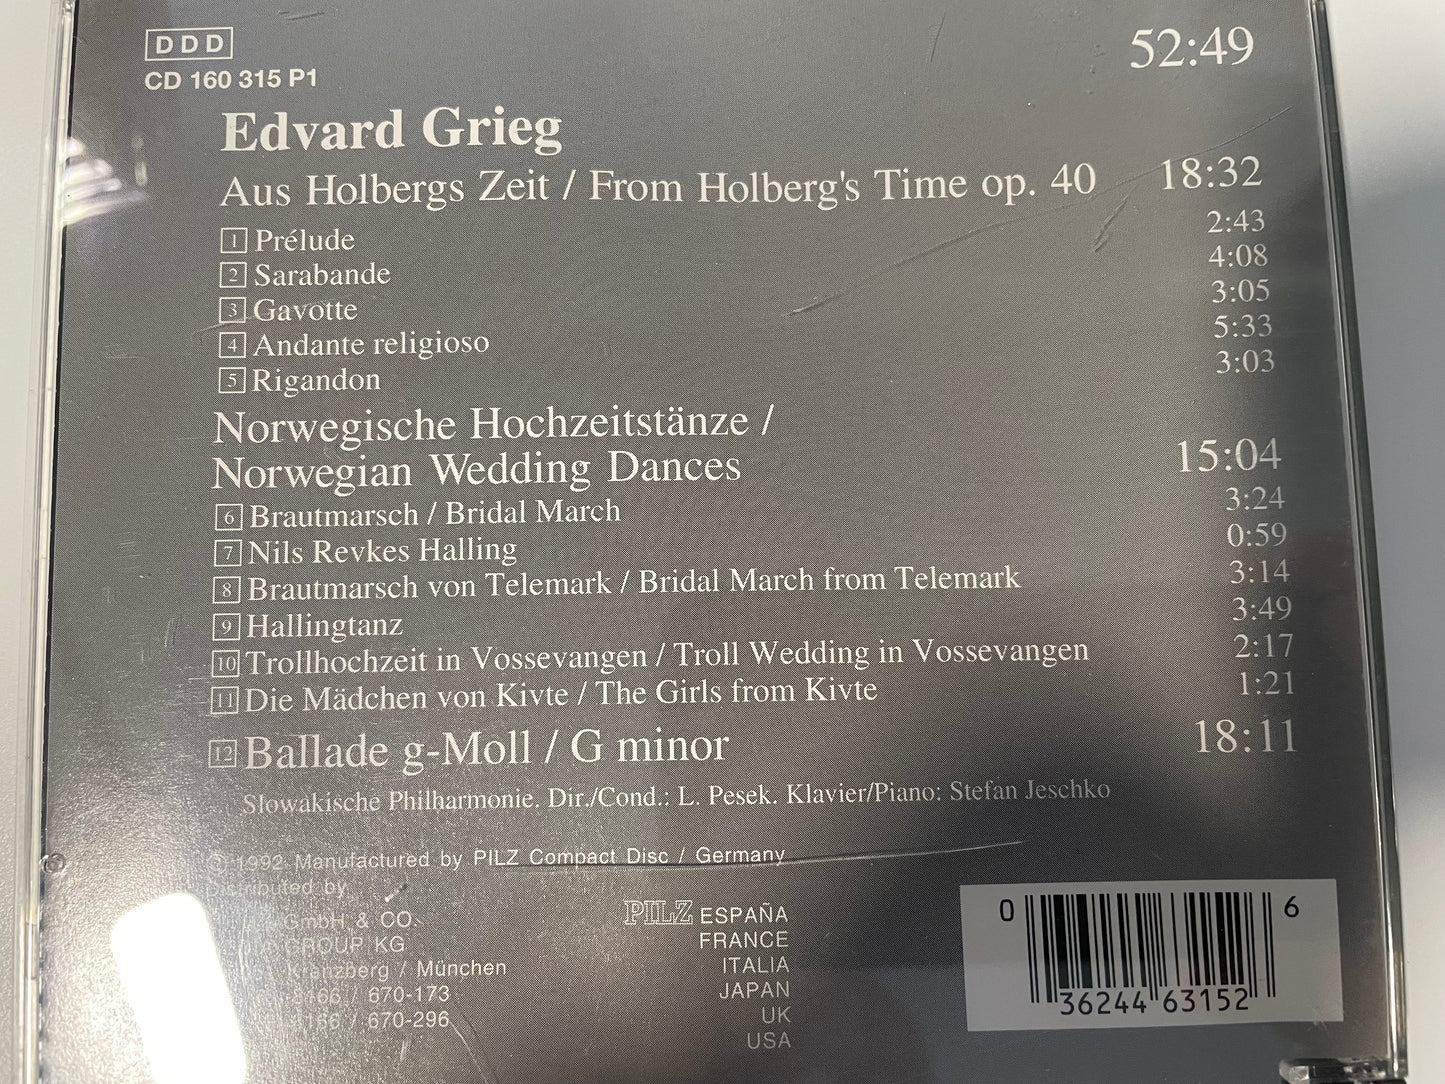 DDD
52:49
CD 160 315 P1
Edvard Grieg
Aus Holbergs Zeit / From Holberg's Time op. 40 18:32
1 Prélude 2:43
2 Sarabande 4:08
3 Gavotte 3:05
4 Andante religioso 5:33
5 Rigandon 3:03
Norwegische Hochzeitstänze /
Norwegian Wedding Dances 15:04
6 Brautmarsch / Bridal March 3:24
7 Nils Revkes Halling 0:59
8 Brautmarsch von Telemark / Bridal March from Telemark 3:14
9 Hallingtanz 3:49
10 Trollhochzeit in Vossevangen / Troll Wedding in Vossevangen 2:17
11 Die Mädchen von Kivte / The Girls from Kivte 1:21
12 Ballade g-Moll / G minor 18:11
Slowakische Philharmonie. Dir./Cond.: L. Pesek. Klavier/Piano: Stefan Jeschko
℗ 1992 Manufactured by PILZ Compact Disc / Germany
Distributed by
GmbH & CO.
GROUP KG
Kranzberg / München
/ 670-173
/ 670-296
PILZ ESPAÑA
FRANCE
ITALIA
JAPAN
UK
USA
0 36244 63152 6